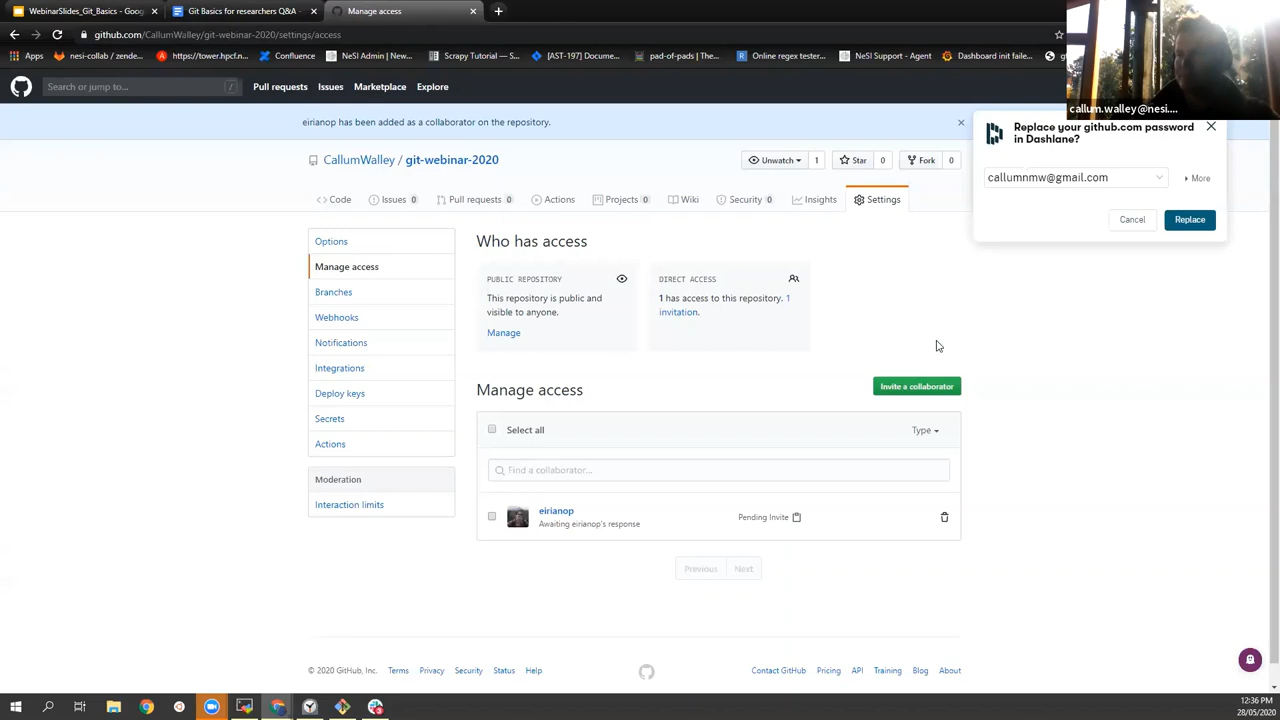 WebinarSlides_Git_Basics - Goog
Git Basics for researchers Q&A -
Manage access
github.com/CallumWalley/git-webinar-2020/settings/access
Apps
nesi-collab / zende...
https://tower.hpcf.n...
Confluence
NeSI Admin | New...
Scrapy Tutorial — S...
[AST-197] Docume...
pad-of-pads | The...
Online regex tester...
NeSI Support - Agent
Dashboard init faile...
callum.walley@nesi....
Search or jump to...
/
Pull requests
Issues
Marketplace
Explore
eirianop has been added as a collaborator on the repository.
Replace your github.com password
in Dashlane?
callumnmw@gmail.com
More
Cancel
Replace
CallumWalley / git-webinar-2020
Unwatch
1
Star
0
Fork
0
Code
Issues 0
Pull requests 0
Actions
Projects 0
Wiki
Security 0
Insights
Settings
Options
Manage access
Branches
Webhooks
Notifications
Integrations
Deploy keys
Secrets
Actions
Moderation
Interaction limits
Who has access
PUBLIC REPOSITORY
This repository is public and
visible to anyone.
Manage
DIRECT ACCESS
1 has access to this repository. 1
invitation.
Manage access
Invite a collaborator
Select all
Type
Find a collaborator...
eirianop
Awaiting eirianop's response
Pending Invite
Previous
Next
© 2020 GitHub, Inc.
Terms
Privacy
Security
Status
Help
Contact GitHub
Pricing
API
Training
Blog
About
12:36 PM
28/05/2020